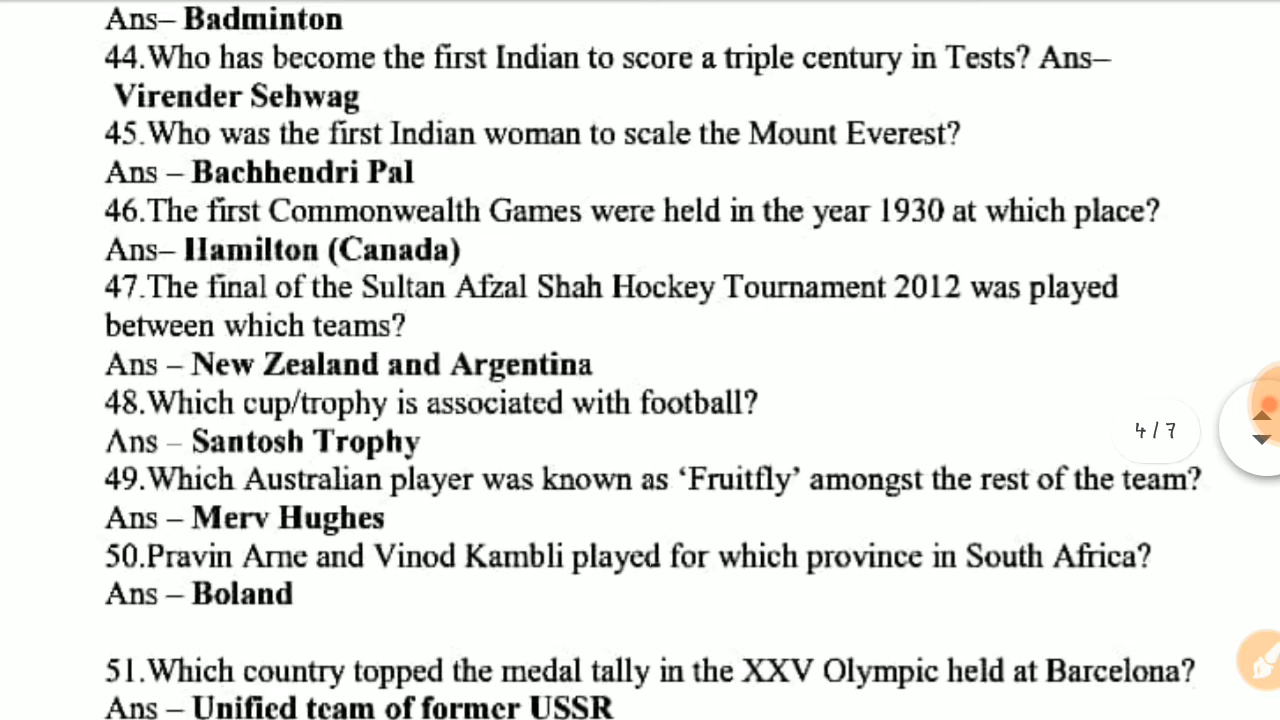 Ans– Badminton
44.Who has become the first Indian to score a triple century in Tests? Ans–
Virender Sehwag
45.Who was the first Indian woman to scale the Mount Everest?
Ans – Bachhendri Pal
46.The first Commonwealth Games were held in the year 1930 at which place?
Ans– Hamilton (Canada)
47.The final of the Sultan Afzal Shah Hockey Tournament 2012 was played
between which teams?
Ans – New Zealand and Argentina
48.Which cup/trophy is associated with football?
Ans – Santosh Trophy
4 / 7
49.Which Australian player was known as ‘Fruitfly’ amongst the rest of the team?
Ans – Merv Hughes
50.Pravin Amre and Vinod Kambli played for which province in South Africa?
Ans – Boland
51.Which country topped the medal tally in the XXV Olympic held at Barcelona?
Ans – Unified team of former USSR